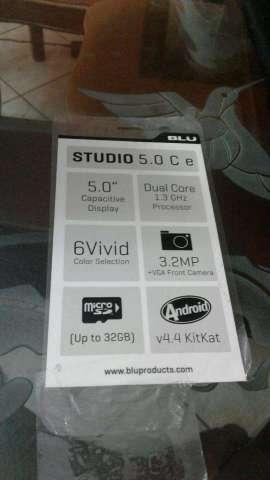 BLU
STUDIO 5.0 C e
5.0"
Capacitive
Display
Dual Core
1.3 GHz
Processor
6Vivid
Color Selection
3.2MP
+VGA Front Camera
micro
SD
(Up to 32GB)
Android
v4.4 KitKat
www.bluproducts.com